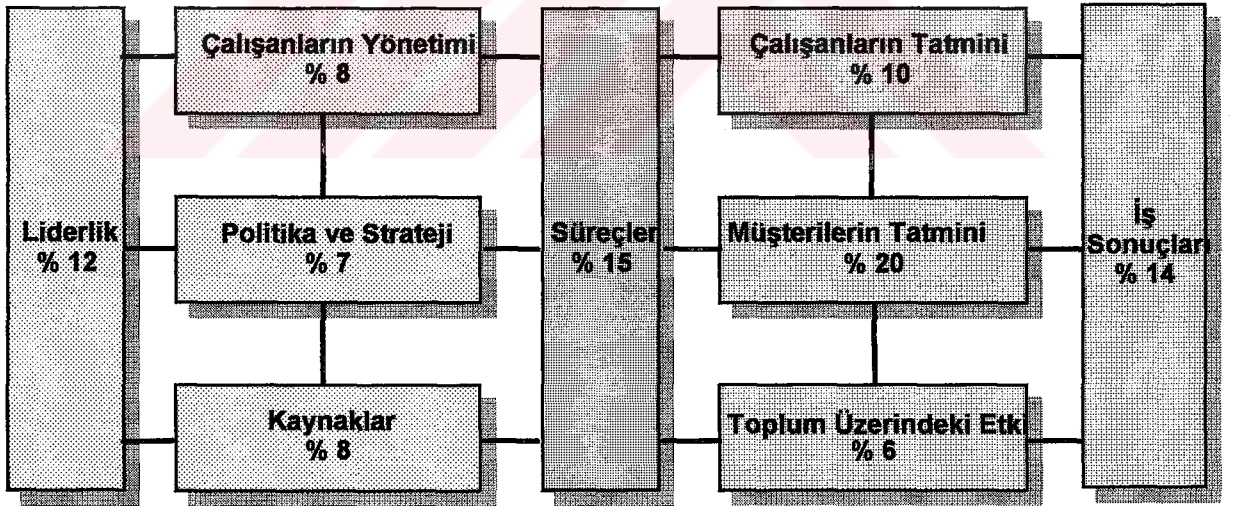 Çalışanların Yönetimi
% 8
Çalışanların Tatmini
% 10
Liderlik
% 12
Politika ve Strateji
% 7
Süreçler
% 15
Müşterilerin Tatmini
% 20
İş
Sonuçları
% 14
Kaynaklar
% 8
Toplum Üzerindeki Etki
% 6